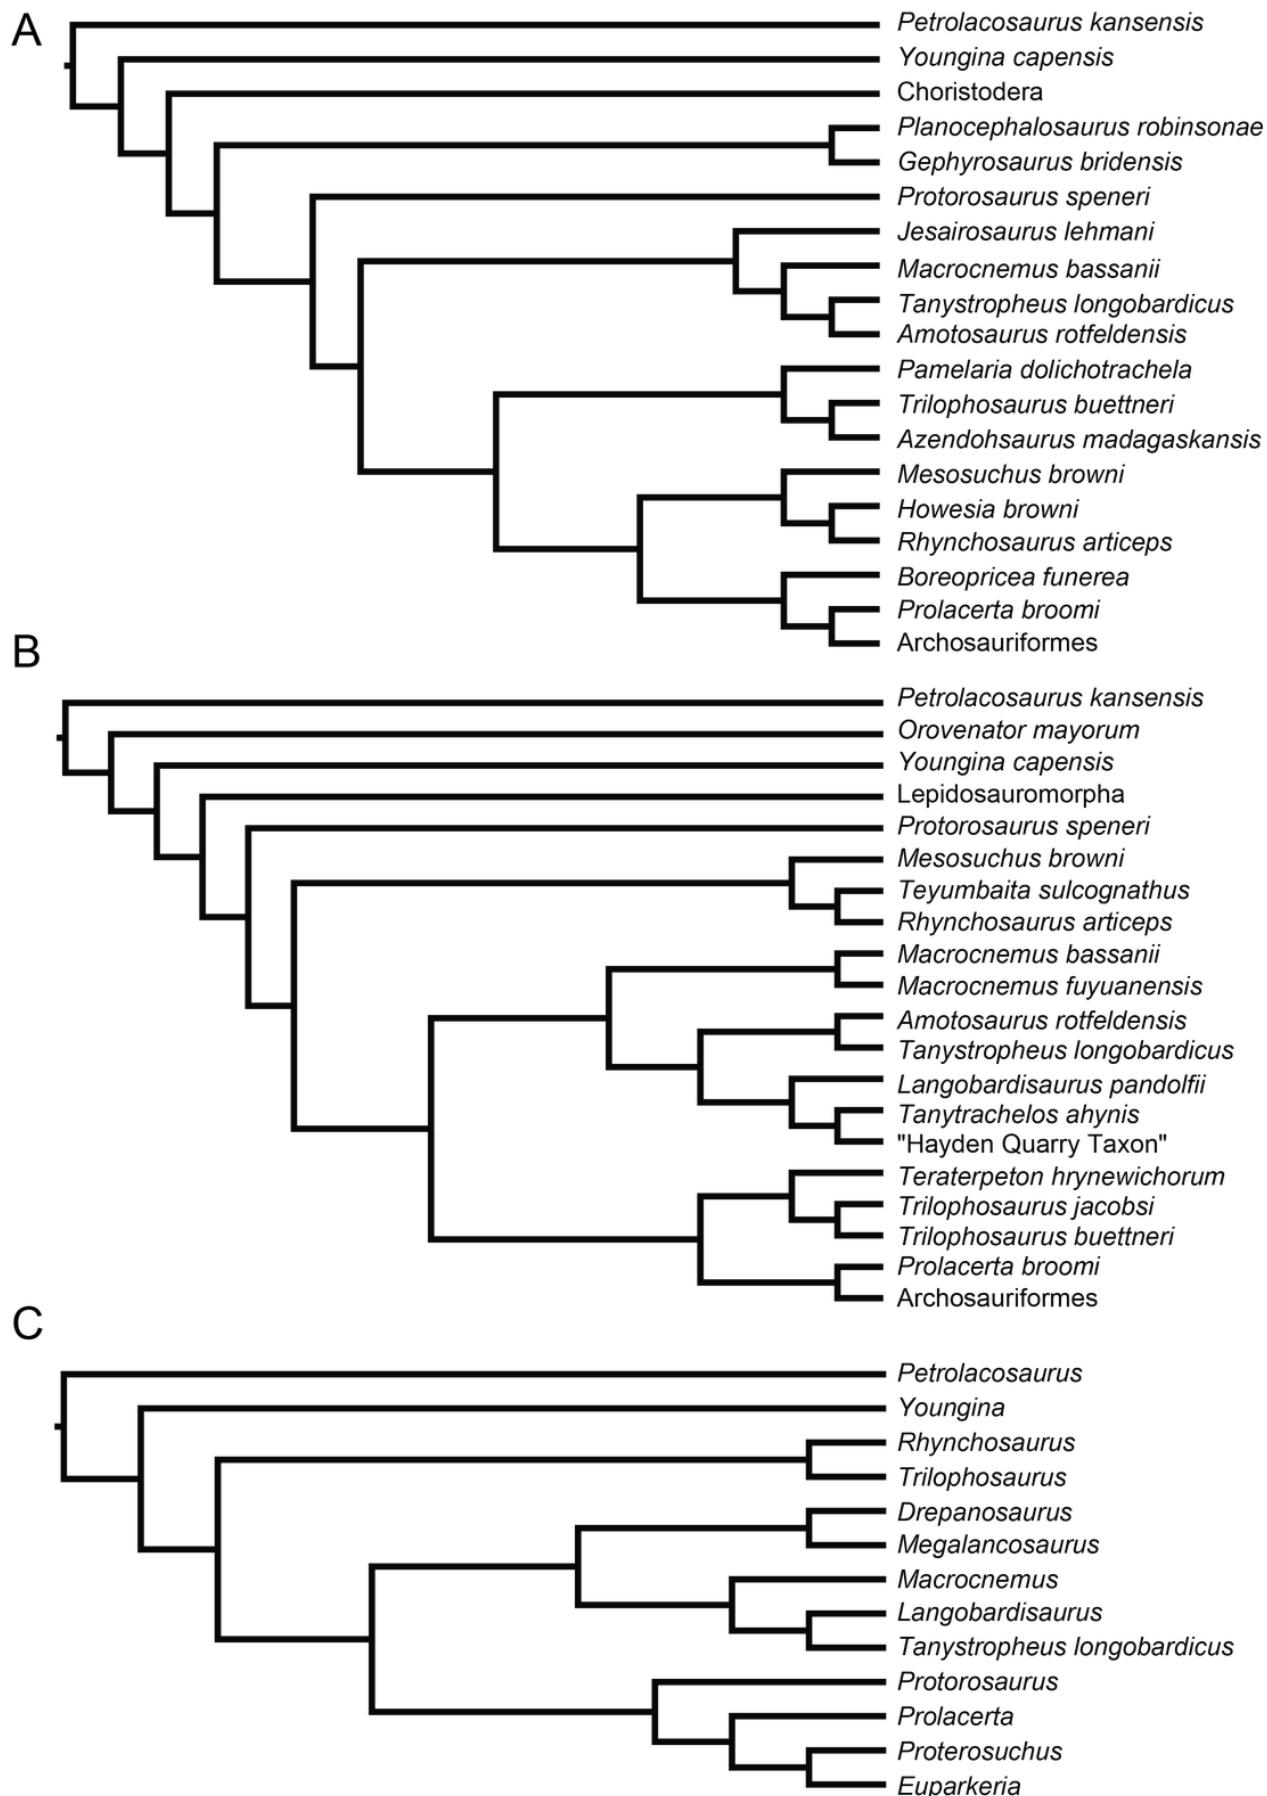 A
Petrolacosaurus kansensis
Youngina capensis
Choristodera
Planocephalosaurus robinsonae
Gephyrosaurus bridensis
Protorosaurus speneri
Jesairosaurus lehmani
Macrocnemus bassanii
Tanystropheus longobardicus
Amotosaurus rotfeldensis
Pamelaria dolichotrachela
Trilophosaurus buettneri
Azendohsaurus madagaskansis
Mesosuchus browni
Howesia browni
Rhynchosaurus articeps
Boreopricea funerea
Prolacerta broomi
Archosauriformes
B
Petrolacosaurus kansensis
Orovenator mayorum
Youngina capensis
Lepidosauromorpha
Protorosaurus speneri
Mesosuchus browni
Teyumbaita sulcognathus
Rhynchosaurus articeps
Macrocnemus bassanii
Macrocnemus fuyuanensis
Amotosaurus rotfeldensis
Tanystropheus longobardicus
Langobardisaurus pandolfii
Tanytrachelos ahynis
"Hayden Quarry Taxon"
Teraterpeton hrynewichorum
Trilophosaurus jacobsi
Trilophosaurus buettneri
Prolacerta broomi
Archosauriformes
C
Petrolacosaurus
Youngina
Rhynchosaurus
Trilophosaurus
Drepanosaurus
Megalancosaurus
Macrocnemus
Langobardisaurus
Tanystropheus longobardicus
Protorosaurus
Prolacerta
Proterosuchus
Euparkeria